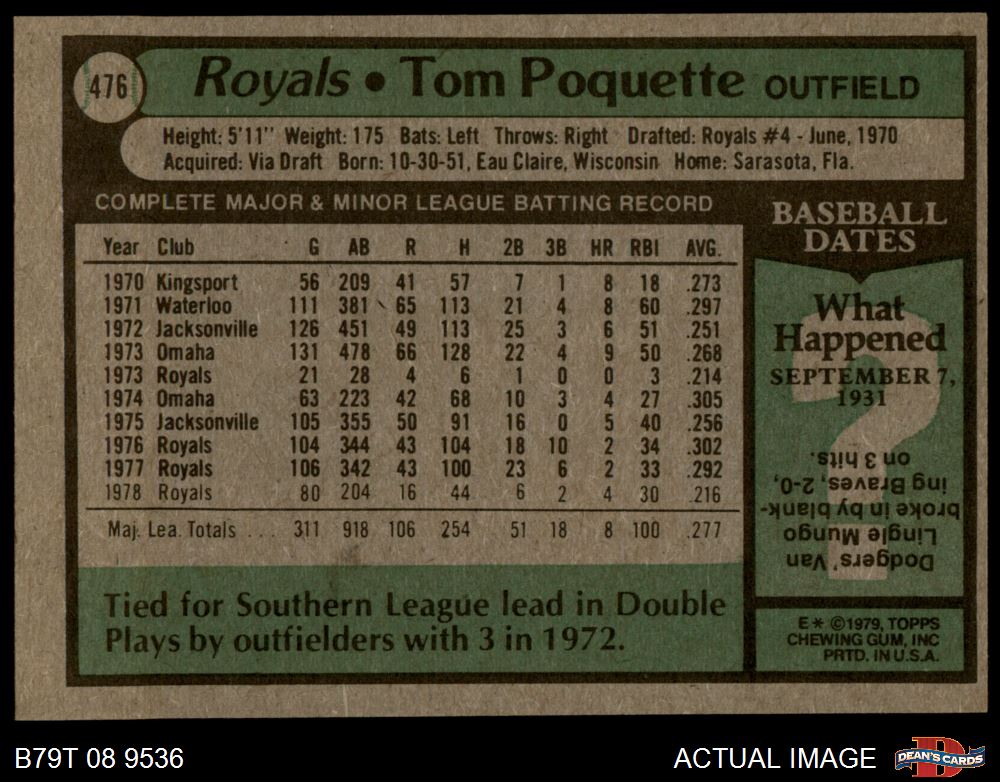 476 Royals • Tom Poquette OUTFIELD
Height: 5'11" Weight: 175 Bats: Left Throws: Right Drafted: Royals #4 - June, 1970
Acquired: Via Draft Born: 10-30-51, Eau Claire, Wisconsin Home: Sarasota, Fla.
COMPLETE MAJOR & MINOR LEAGUE BATTING RECORD
Year Club G AB R H 2B 3B HR RBI AVG.
1970 Kingsport 56 209 41 57 7 1 8 18 .273
1971 Waterloo 111 381 65 113 21 4 8 60 .297
1972 Jacksonville 126 451 49 113 25 3 6 51 .251
1973 Omaha 131 478 66 128 22 4 9 50 .268
1973 Royals 21 28 4 6 1 0 0 3 .214
1974 Omaha 63 223 42 68 10 3 4 27 .305
1975 Jacksonville 105 355 50 91 16 0 5 40 .256
1976 Royals 104 344 43 104 18 10 2 34 .302
1977 Royals 106 342 43 100 23 6 2 33 .292
1978 Royals 80 204 16 44 6 2 4 30 .216
Maj. Lea. Totals ... 311 918 106 254 51 18 8 100 .277
Tied for Southern League lead in Double
Plays by outfielders with 3 in 1972.
BASEBALL
DATES
What
Happened
SEPTEMBER 7,
1931
?
Dodgers' Van
Lingle Mungo
broke in by blank-
ing Braves, 2-0,
on 3 hits.
E* ©1979, TOPPS
CHEWING GUM, INC
PRTD. IN U.S.A.
B79T 08 9536
ACTUAL IMAGE
D
DEAN'S CARDS